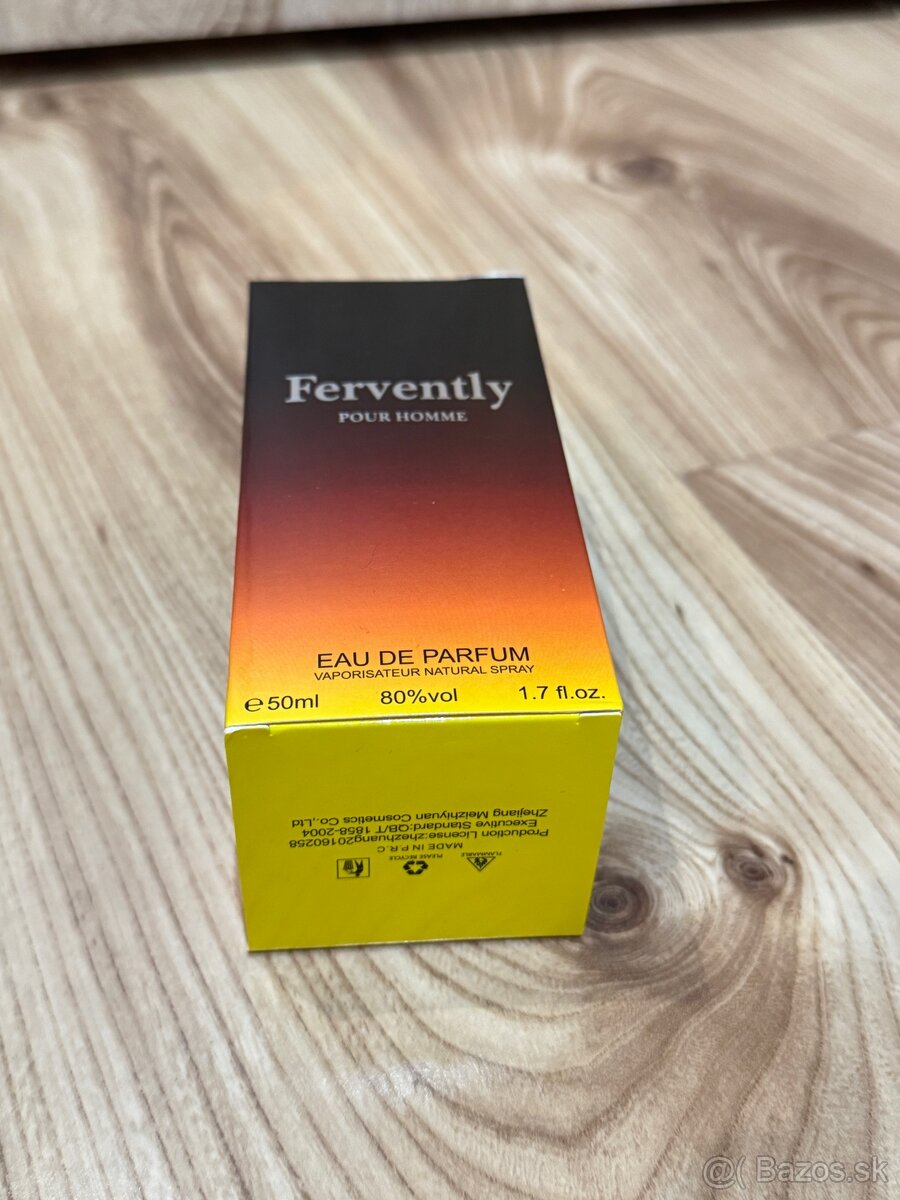 Fervently
POUR HOMME
EAU DE PARFUM
VAPORISATEUR NATURAL SPRAY
e50ml 80%vol 1.7 fl.oz.
FLAMMABLE PLEASE RECYCLE
MADE IN P.R.C
Production License:zhezhuang20160258
Executive Standard:QB/T 1858-2004
Zhejiang Meizhiyuan Cosmetics Co.,Ltd
@( Bazos.sk